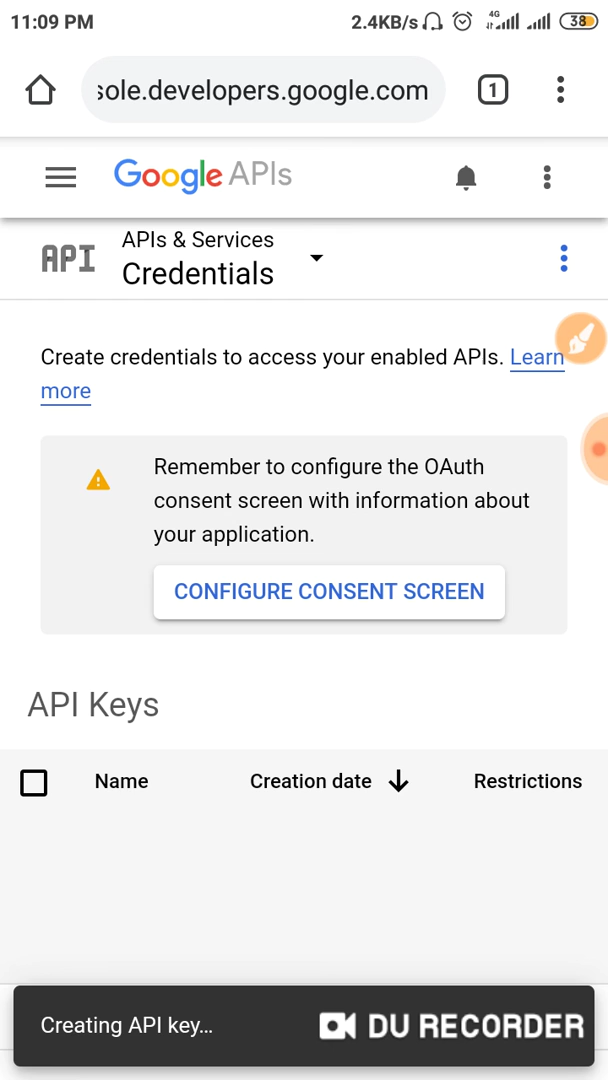 11:09 PM 2.4KB/s 4G 38
sole.developers.google.com 1
Google APIs
API APIs & Services
Credentials
Create credentials to access your enabled APIs. Learn
more
Remember to configure the OAuth
consent screen with information about
your application.
CONFIGURE CONSENT SCREEN
API Keys
Name Creation date Restrictions
Creating API key... DU RECORDER